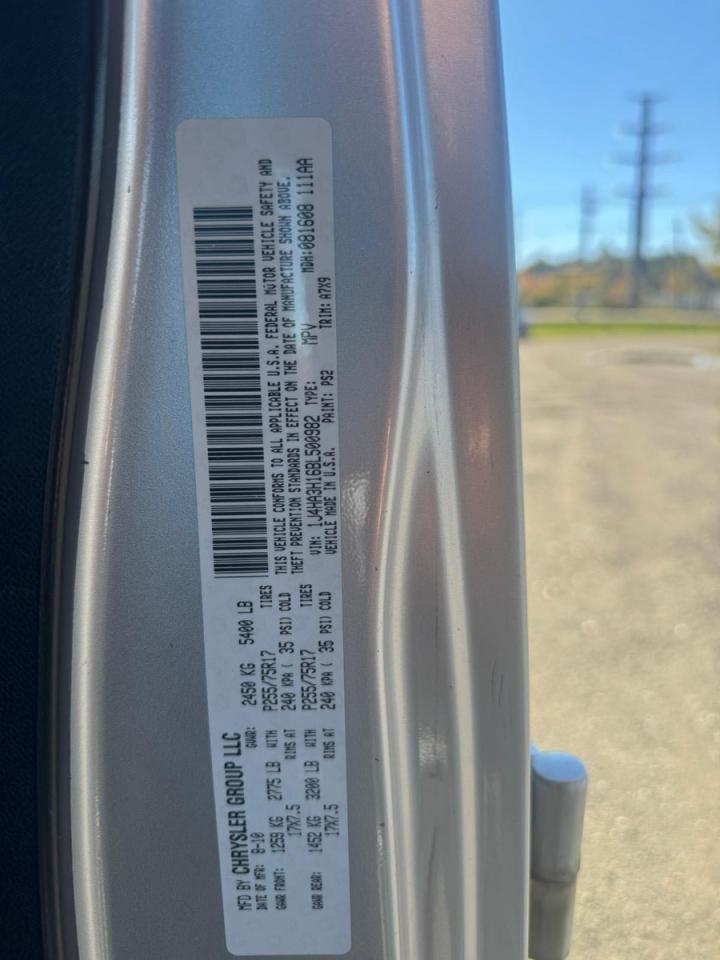 MFD BY CHRYSLER GROUP LLC
DATE OF MFR: 8-10 GVWR: 2450 KG 5400 LB
GAWR FRONT: 1259 KG 2775 LB WITH P255/75R17 TIRES
17X7.5 RIMS AT 240 KPA ( 35 PSI) COLD
GAWR REAR: 1452 KG 3200 LB WITH P255/75R17 TIRES
17X7.5 RIMS AT 240 KPA ( 35 PSI) COLD
THIS VEHICLE CONFORMS TO ALL APPLICABLE U.S.A. FEDERAL MOTOR VEHICLE SAFETY AND
THEFT PREVENTION STANDARDS IN EFFECT ON THE DATE OF MANUFACTURE SHOWN ABOVE.
VIN: 1J4HA3H16BL500982 TYPE: MPV MDH:081608 111AA
VEHICLE MADE IN U.S.A. PAINT: PS2 TRIM: A7X9